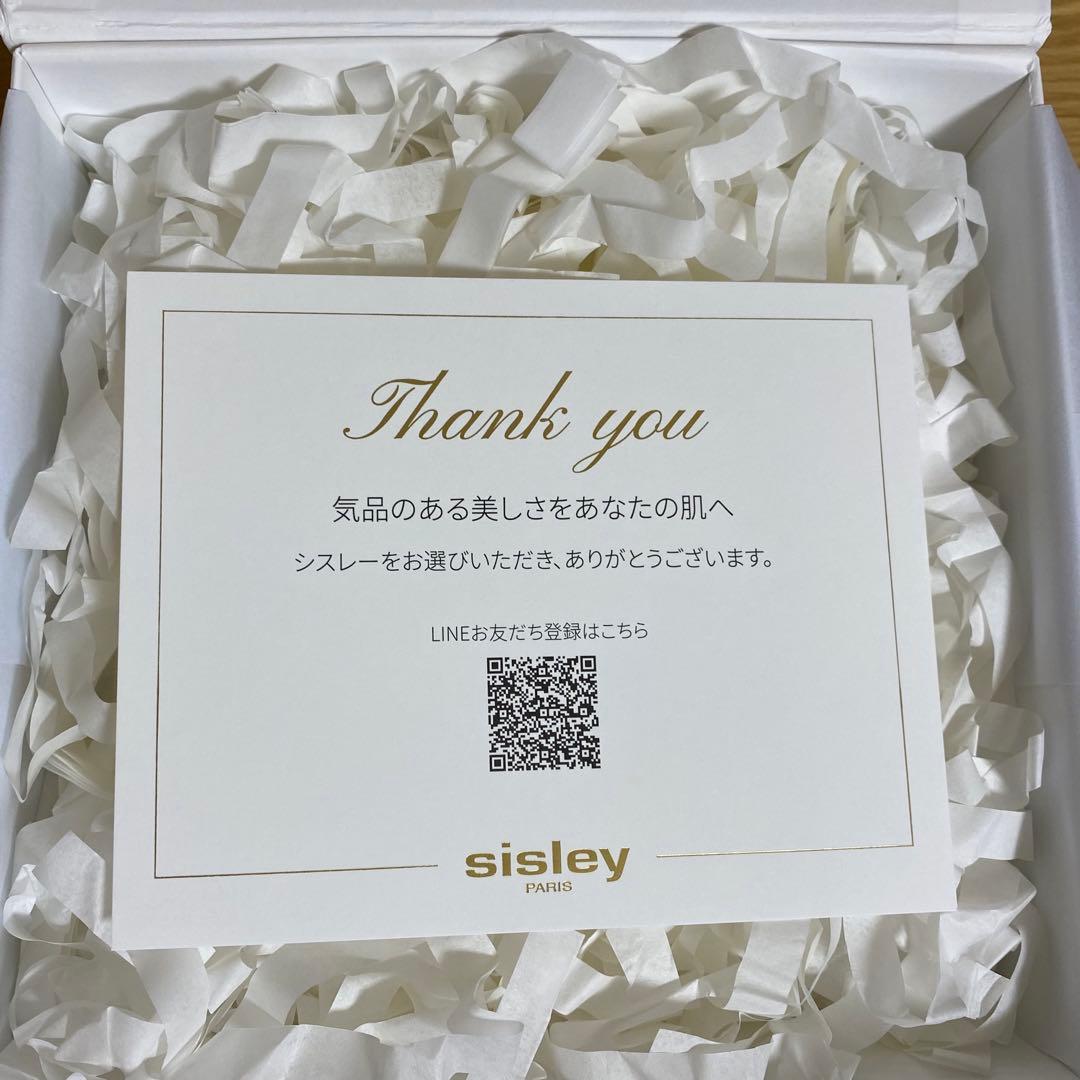 Thank you
気品のある美しさをあなたの肌へ
シスレーをお選びいただき、ありがとうございます。
LINEお友だち登録はこちら
sisley
PARIS